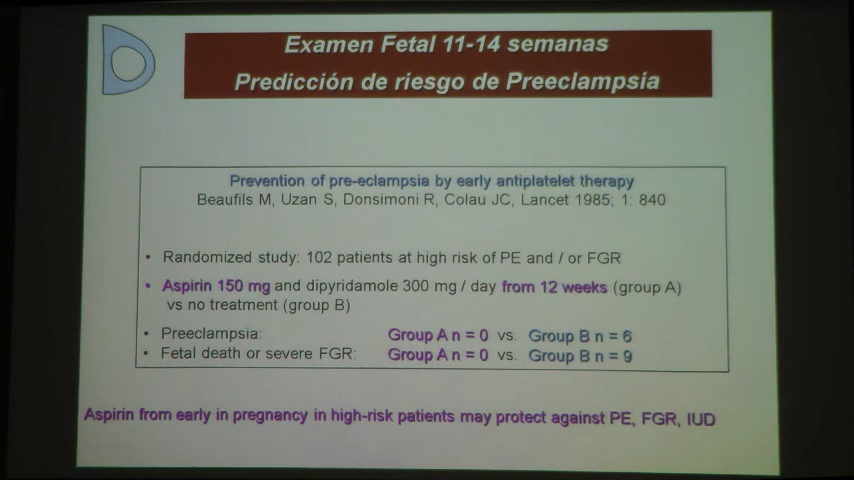 Examen Fetal 11-14 semanas
Predicción de riesgo de Preeclampsia
Prevention of pre-eclampsia by early antiplatelet therapy
Beaufils M, Uzan S, Donsimoni R, Colau JC, Lancet 1985; 1: 840
• Randomized study: 102 patients at high risk of PE and / or FGR
• Aspirin 150 mg and dipyridamole 300 mg / day from 12 weeks (group A)
vs no treatment (group B)
• Preeclampsia: Group A n = 0 vs. Group B n = 6
• Fetal death or severe FGR: Group A n = 0 vs. Group B n = 9
Aspirin from early in pregnancy in high-risk patients may protect against PE, FGR, IUD